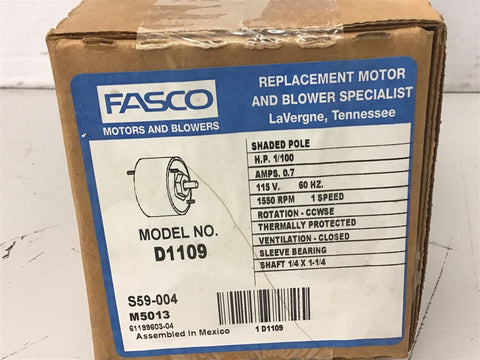 FASCO
MOTORS AND BLOWERS
REPLACEMENT MOTOR
AND BLOWER SPECIALIST
LaVergne, Tennessee
MODEL NO.
D1109
SHADED POLE
H.P. 1/100
AMPS. 0.7
115 V. 60 HZ.
1550 RPM 1 SPEED
ROTATION - CCWSE
THERMALLY PROTECTED
VENTILATION - CLOSED
SLEEVE BEARING
SHAFT 1/4 X 1-1/4
S59-004
M5013
61199603-04
Assembled in Mexico
1 D1109